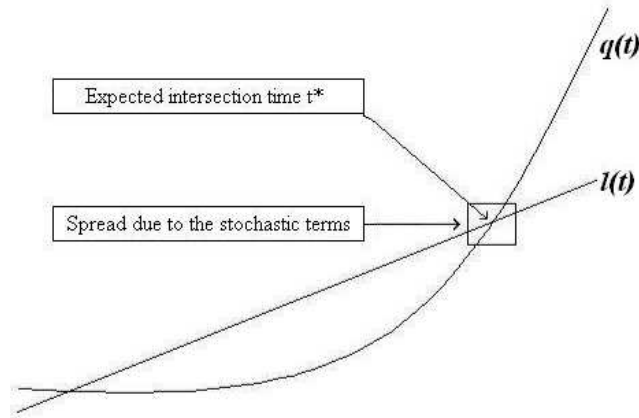 q(t)
Expected intersection time t*
l(t)
Spread due to the stochastic terms